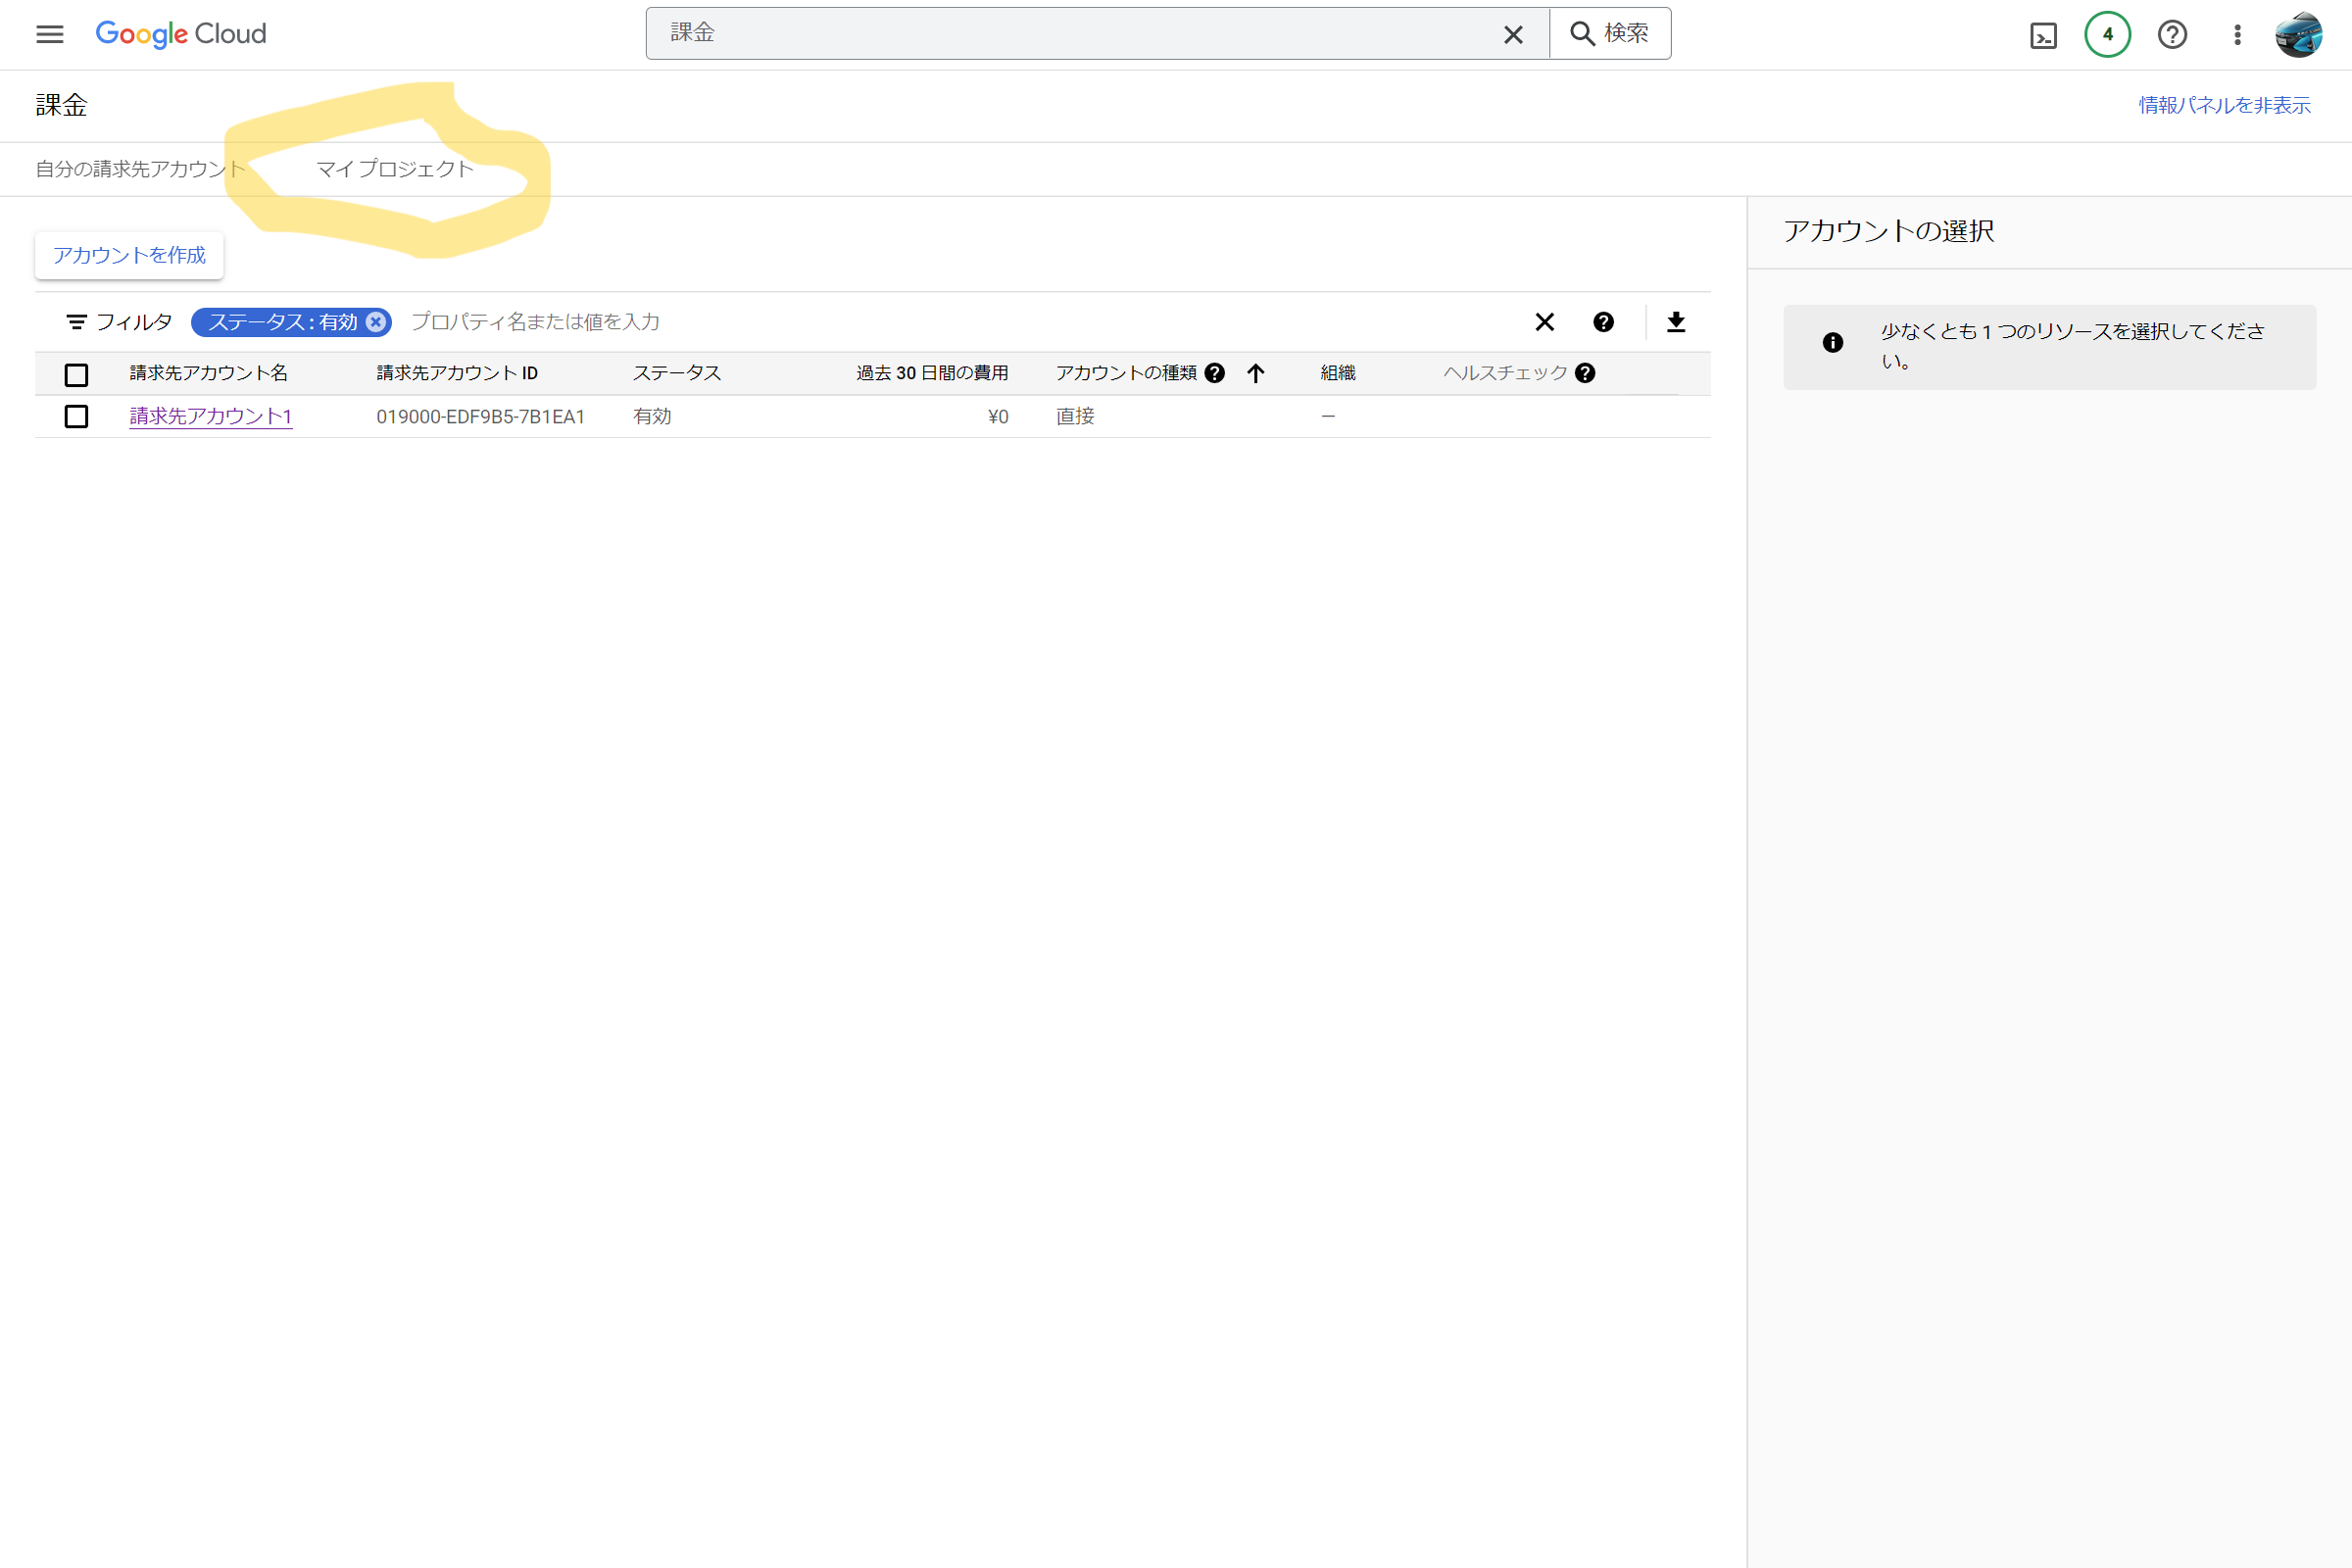 Google Cloud
課金
検索
4
課金
情報パネルを非表示
自分の請求先アカウント
マイ プロジェクト
アカウントを作成
アカウントの選択
フィルタ
ステータス : 有効
プロパティ名または値を入力
少なくとも 1 つのリソースを選択してくださ
い。
請求先アカウント名 請求先アカウント ID ステータス 過去 30 日間の費用 アカウントの種類 組織 ヘルスチェック
請求先アカウント1 019000-EDF9B5-7B1EA1 有効 ¥0 直接 —